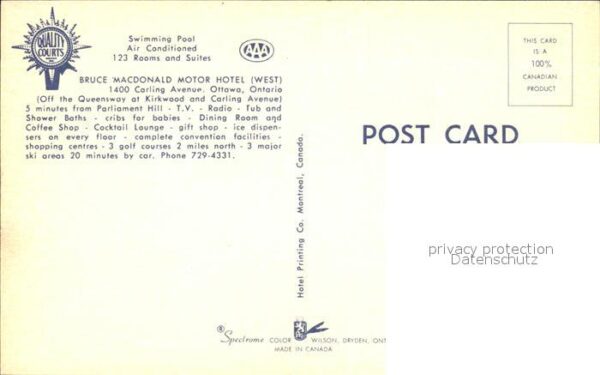 QUALITY
COURTS
Swimming Pool
Air Conditioned
123 Rooms and Suites
AAA
THIS CARD
IS A
100%
CANADIAN
PRODUCT
BRUCE MACDONALD MOTOR HOTEL (WEST)
1400 Carling Avenue, Ottawa, Ontario
(Off the Queensway at Kirkwood and Carling Avenue)
5 minutes from Parliament Hill - T.V. - Radio - Tub and
Shower Baths - cribs for babies - Dining Room and
Coffee Shop - Cocktail Lounge - gift shop - ice dispen-
sers on every floor - complete convention facilities -
shopping centres - 3 golf courses 2 miles north - 3 major
ski areas 20 minutes by car. Phone 729-4331.
POST CARD
Hotel Printing Co. Montreal, Canada.
privacy protection
Datenschutz
Spectrome COLOR WILSON, DRYDEN, ONT
MADE IN CANADA